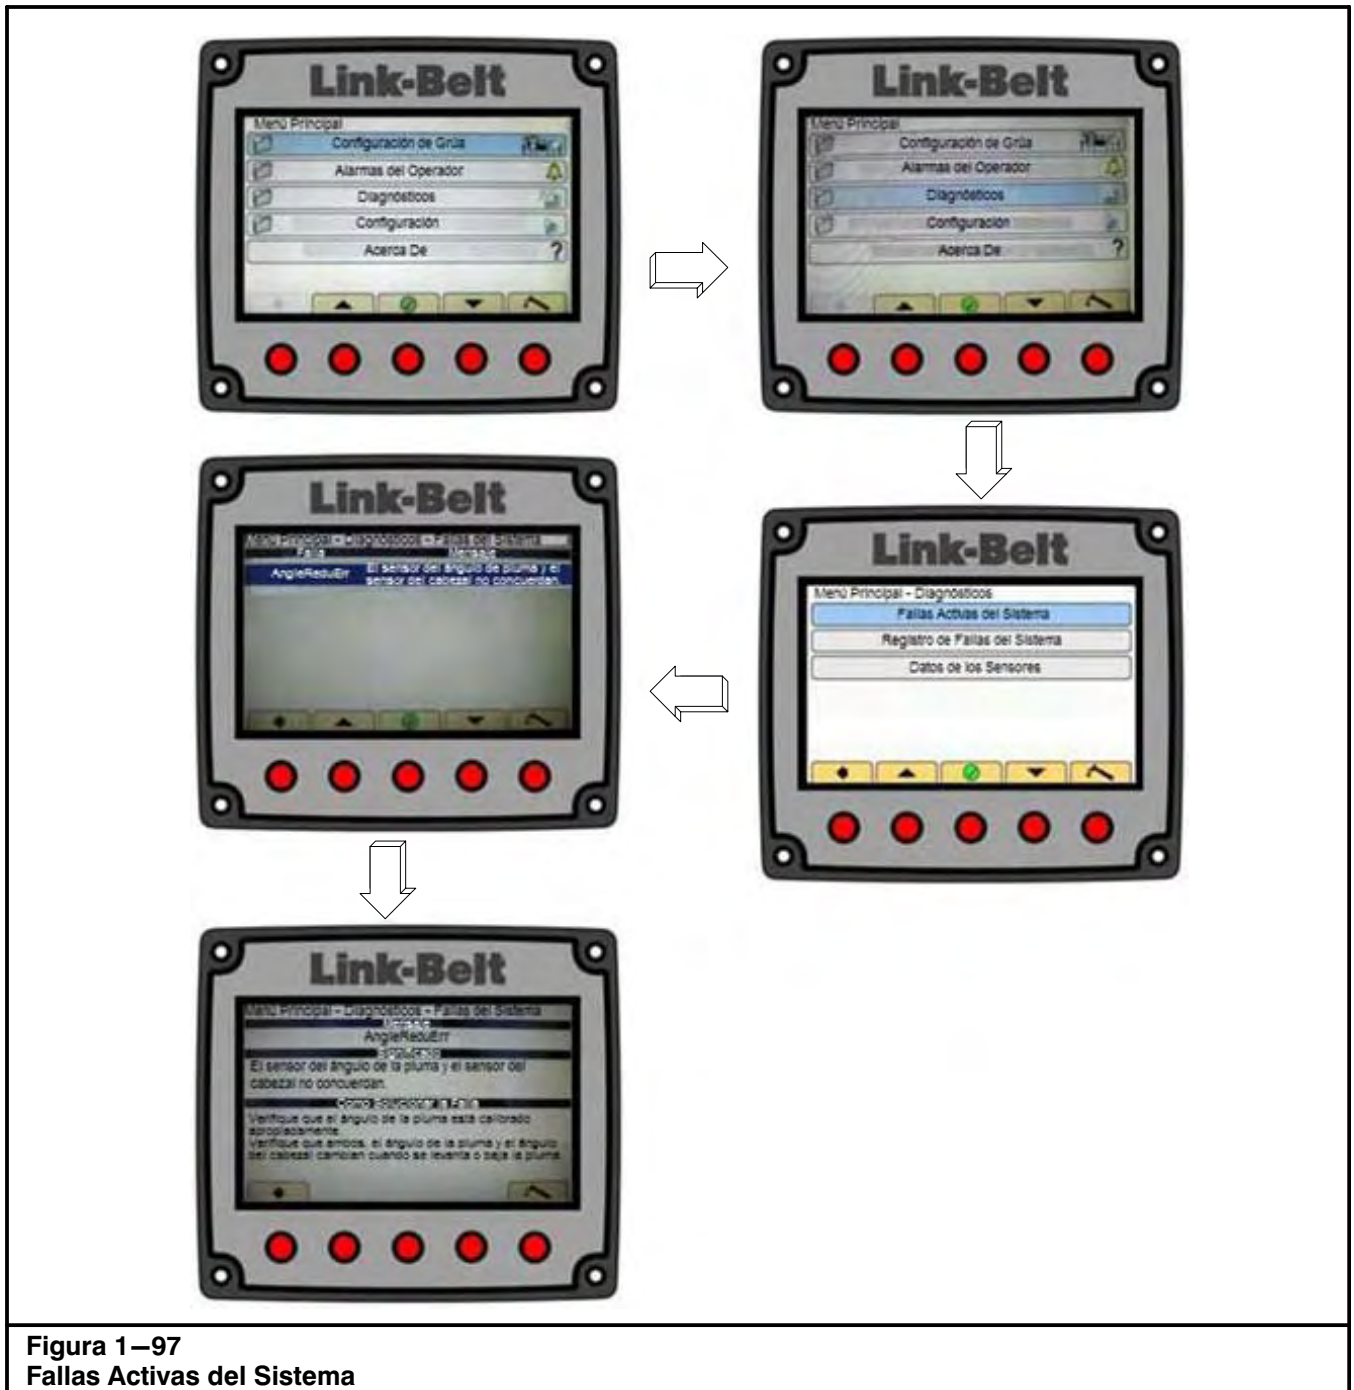 Link-Belt
Menú Principal
Configuración de Grúa
Alarmas del Operador
Diagnósticos
Configuración
Acerca De
?
Link-Belt
Menú Principal
Configuración de Grúa
Alarmas del Operador
Diagnósticos
Configuración
Acerca De
?
Link-Belt
Menú Principal - Diagnósticos
Fallas Activas del Sistema
Registro de Fallas del Sistema
Datos de los Sensores
Link-Belt
Menú Principal - Diagnósticos - Fallas del Sistema
Falla Mensaje
AngleReduErr El sensor del ángulo de pluma y el
sensor del cabezal no concuerdan.
Link-Belt
Menú Principal - Diagnósticos - Fallas del Sistema
Mensaje
AngleReduErr
Significado
El sensor del ángulo de la pluma y el sensor del
cabezal no concuerdan.
Como Solucionar la Falla
Verifique que el ángulo de la pluma está calibrado
apropiadamente.
Verifique que ambos, el ángulo de la pluma y el ángulo
del cabezal cambian cuando se levanta o baja la pluma.
Figura 1–97
Fallas Activas del Sistema